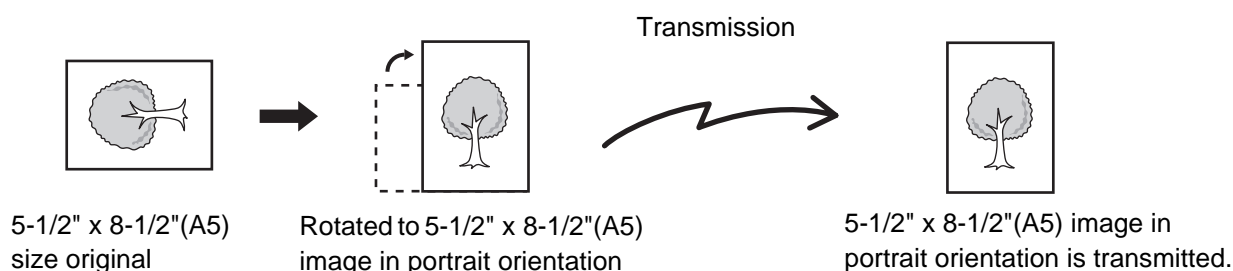 Transmission
5-1/2" x 8-1/2"(A5)
size original
Rotated to 5-1/2" x 8-1/2"(A5)
image in portrait orientation
5-1/2" x 8-1/2"(A5) image in
portrait orientation is transmitted.